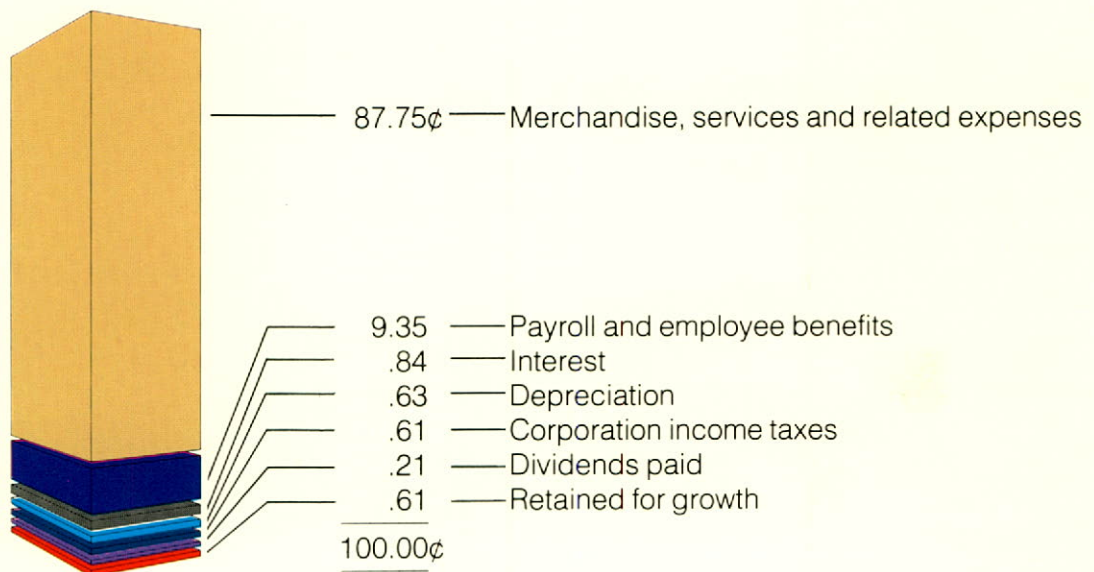 87.75¢ Merchandise, services and related expenses
9.35 Payroll and employee benefits
.84 Interest
.63 Depreciation
.61 Corporation income taxes
.21 Dividends paid
.61 Retained for growth
100.00¢